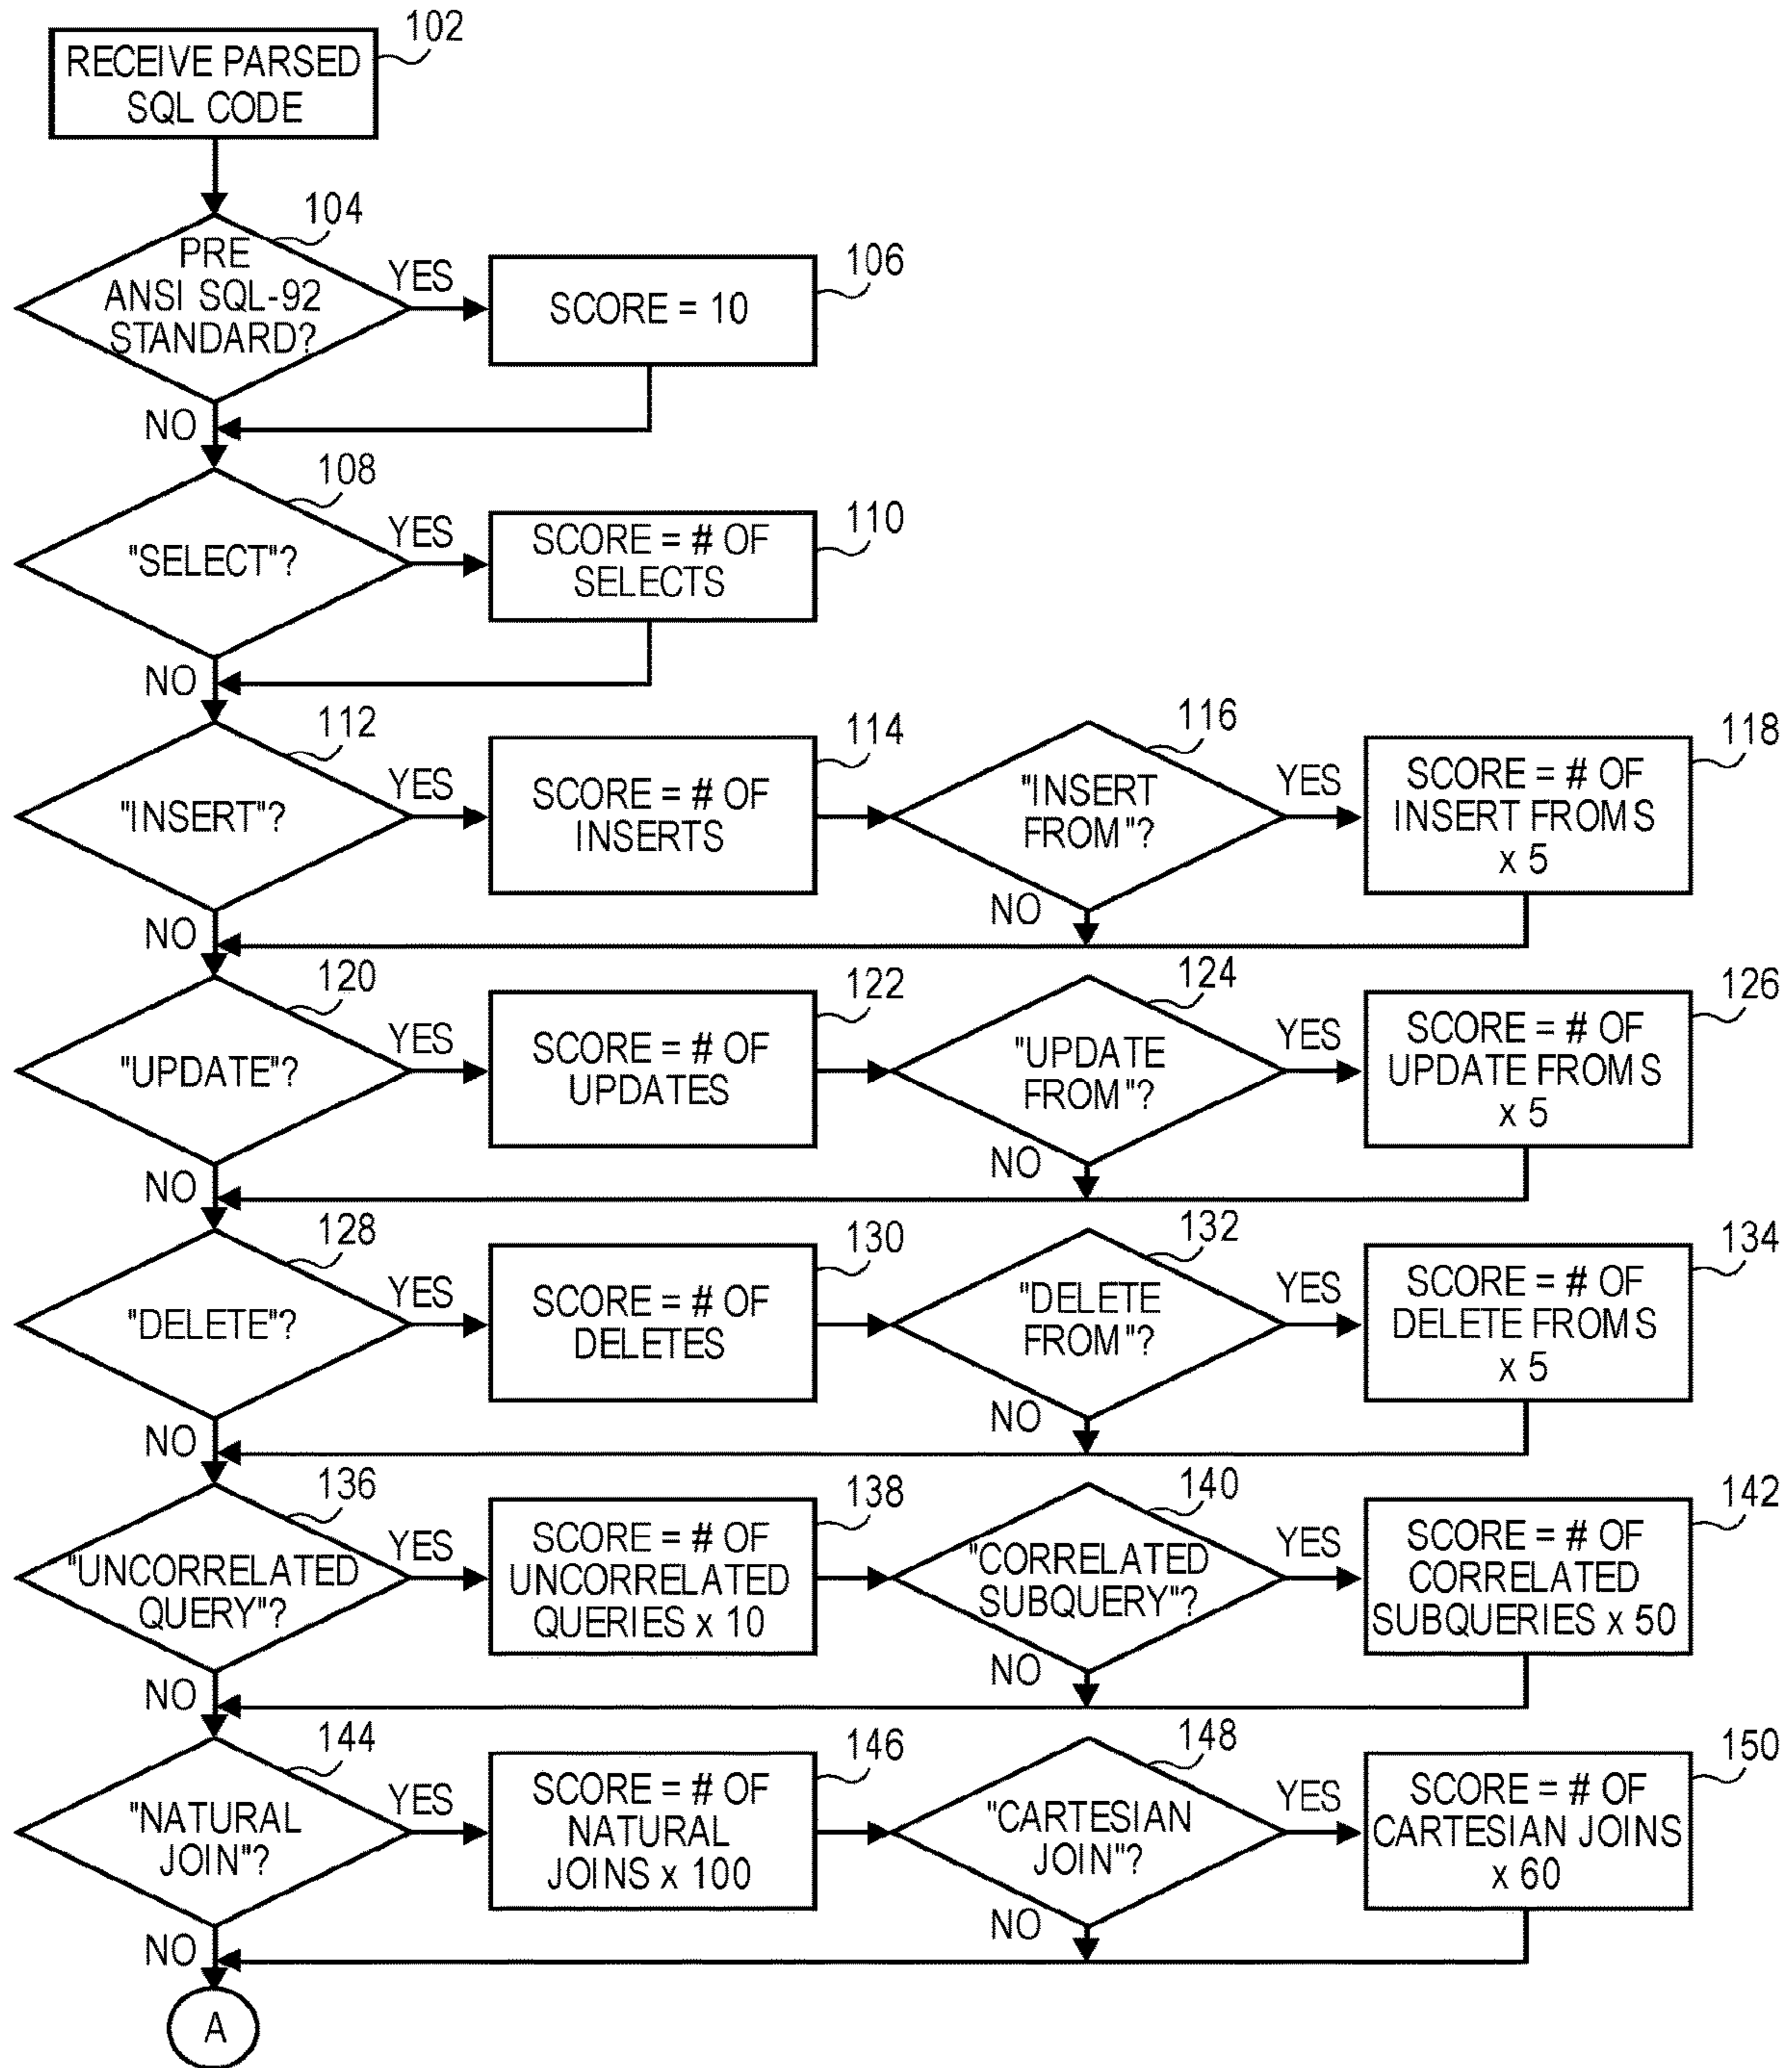 102
RECEIVE PARSED
SQL CODE
104
PRE
ANSI SQL-92
STANDARD?
YES
106
SCORE = 10
NO
108
"SELECT"?
YES
110
SCORE = # OF
SELECTS
NO
112
"INSERT"?
YES
114
SCORE = # OF
INSERTS
116
"INSERT
FROM"?
YES
118
SCORE = # OF
INSERT FROMS
x 5
NO
NO
120
"UPDATE"?
YES
122
SCORE = # OF
UPDATES
124
"UPDATE
FROM"?
YES
126
SCORE = # OF
UPDATE FROMS
x 5
NO
NO
128
"DELETE"?
YES
130
SCORE = # OF
DELETES
132
"DELETE
FROM"?
YES
134
SCORE = # OF
DELETE FROMS
x 5
NO
NO
136
"UNCORRELATED
QUERY"?
YES
138
SCORE = # OF
UNCORRELATED
QUERIES x 10
140
"CORRELATED
SUBQUERY"?
YES
142
SCORE = # OF
CORRELATED
SUBQUERIES x 50
NO
NO
144
"NATURAL
JOIN"?
YES
146
SCORE = # OF
NATURAL
JOINS x 100
148
"CARTESIAN
JOIN"?
YES
150
SCORE = # OF
CARTESIAN JOINS
x 60
NO
NO
A